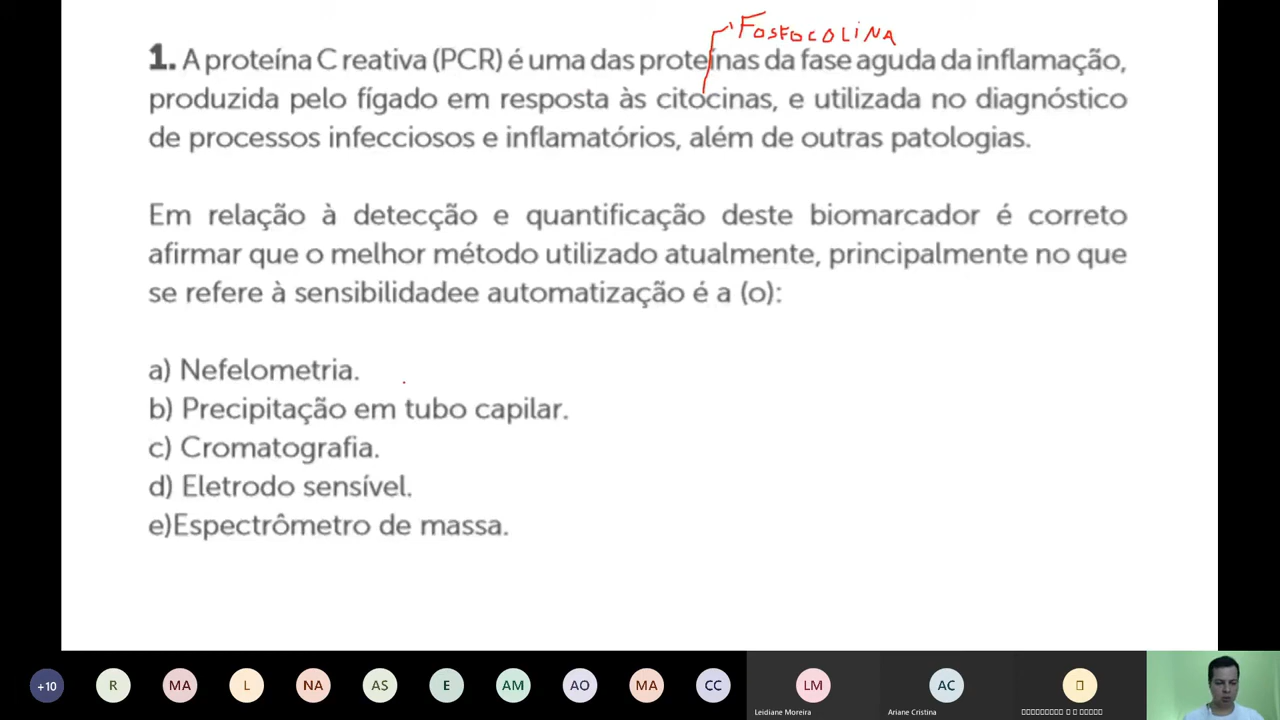 FOSFOCOLINA
1. A proteína C reativa (PCR) é uma das proteínas da fase aguda da inflamação,
produzida pelo fígado em resposta às citocinas, e utilizada no diagnóstico
de processos infecciosos e inflamatórios, além de outras patologias.
Em relação à detecção e quantificação deste biomarcador é correto
afirmar que o melhor método utilizado atualmente, principalmente no que
se refere à sensibilidadee automatização é a (o):
a) Nefelometria.
b) Precipitação em tubo capilar.
c) Cromatografia.
d) Eletrodo sensível.
e)Espectrômetro de massa.
+10 R MA L NA AS E AM AO MA CC LM AC
Leidiane Moreira Ariane Cristina